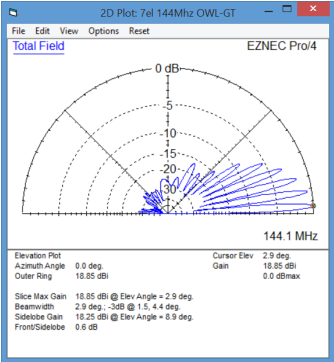 2D Plot: 7el 144Mhz OWL-GT
File Edit View Options Reset
Total Field EZNEC Pro/4
0 dB
-5
-10
-15
-20
-30
144.1 MHz
Elevation Plot Cursor Elev 2.9 deg.
Azimuth Angle 0.0 deg. Gain 18.85 dBi
Outer Ring 18.85 dBi 0.0 dBmax
Slice Max Gain 18.85 dBi @ Elev Angle = 2.9 deg.
Beamwidth 2.9 deg.; -3dB @ 1.5, 4.4 deg.
Sidelobe Gain 18.25 dBi @ Elev Angle = 8.9 deg.
Front/Sidelobe 0.6 dB